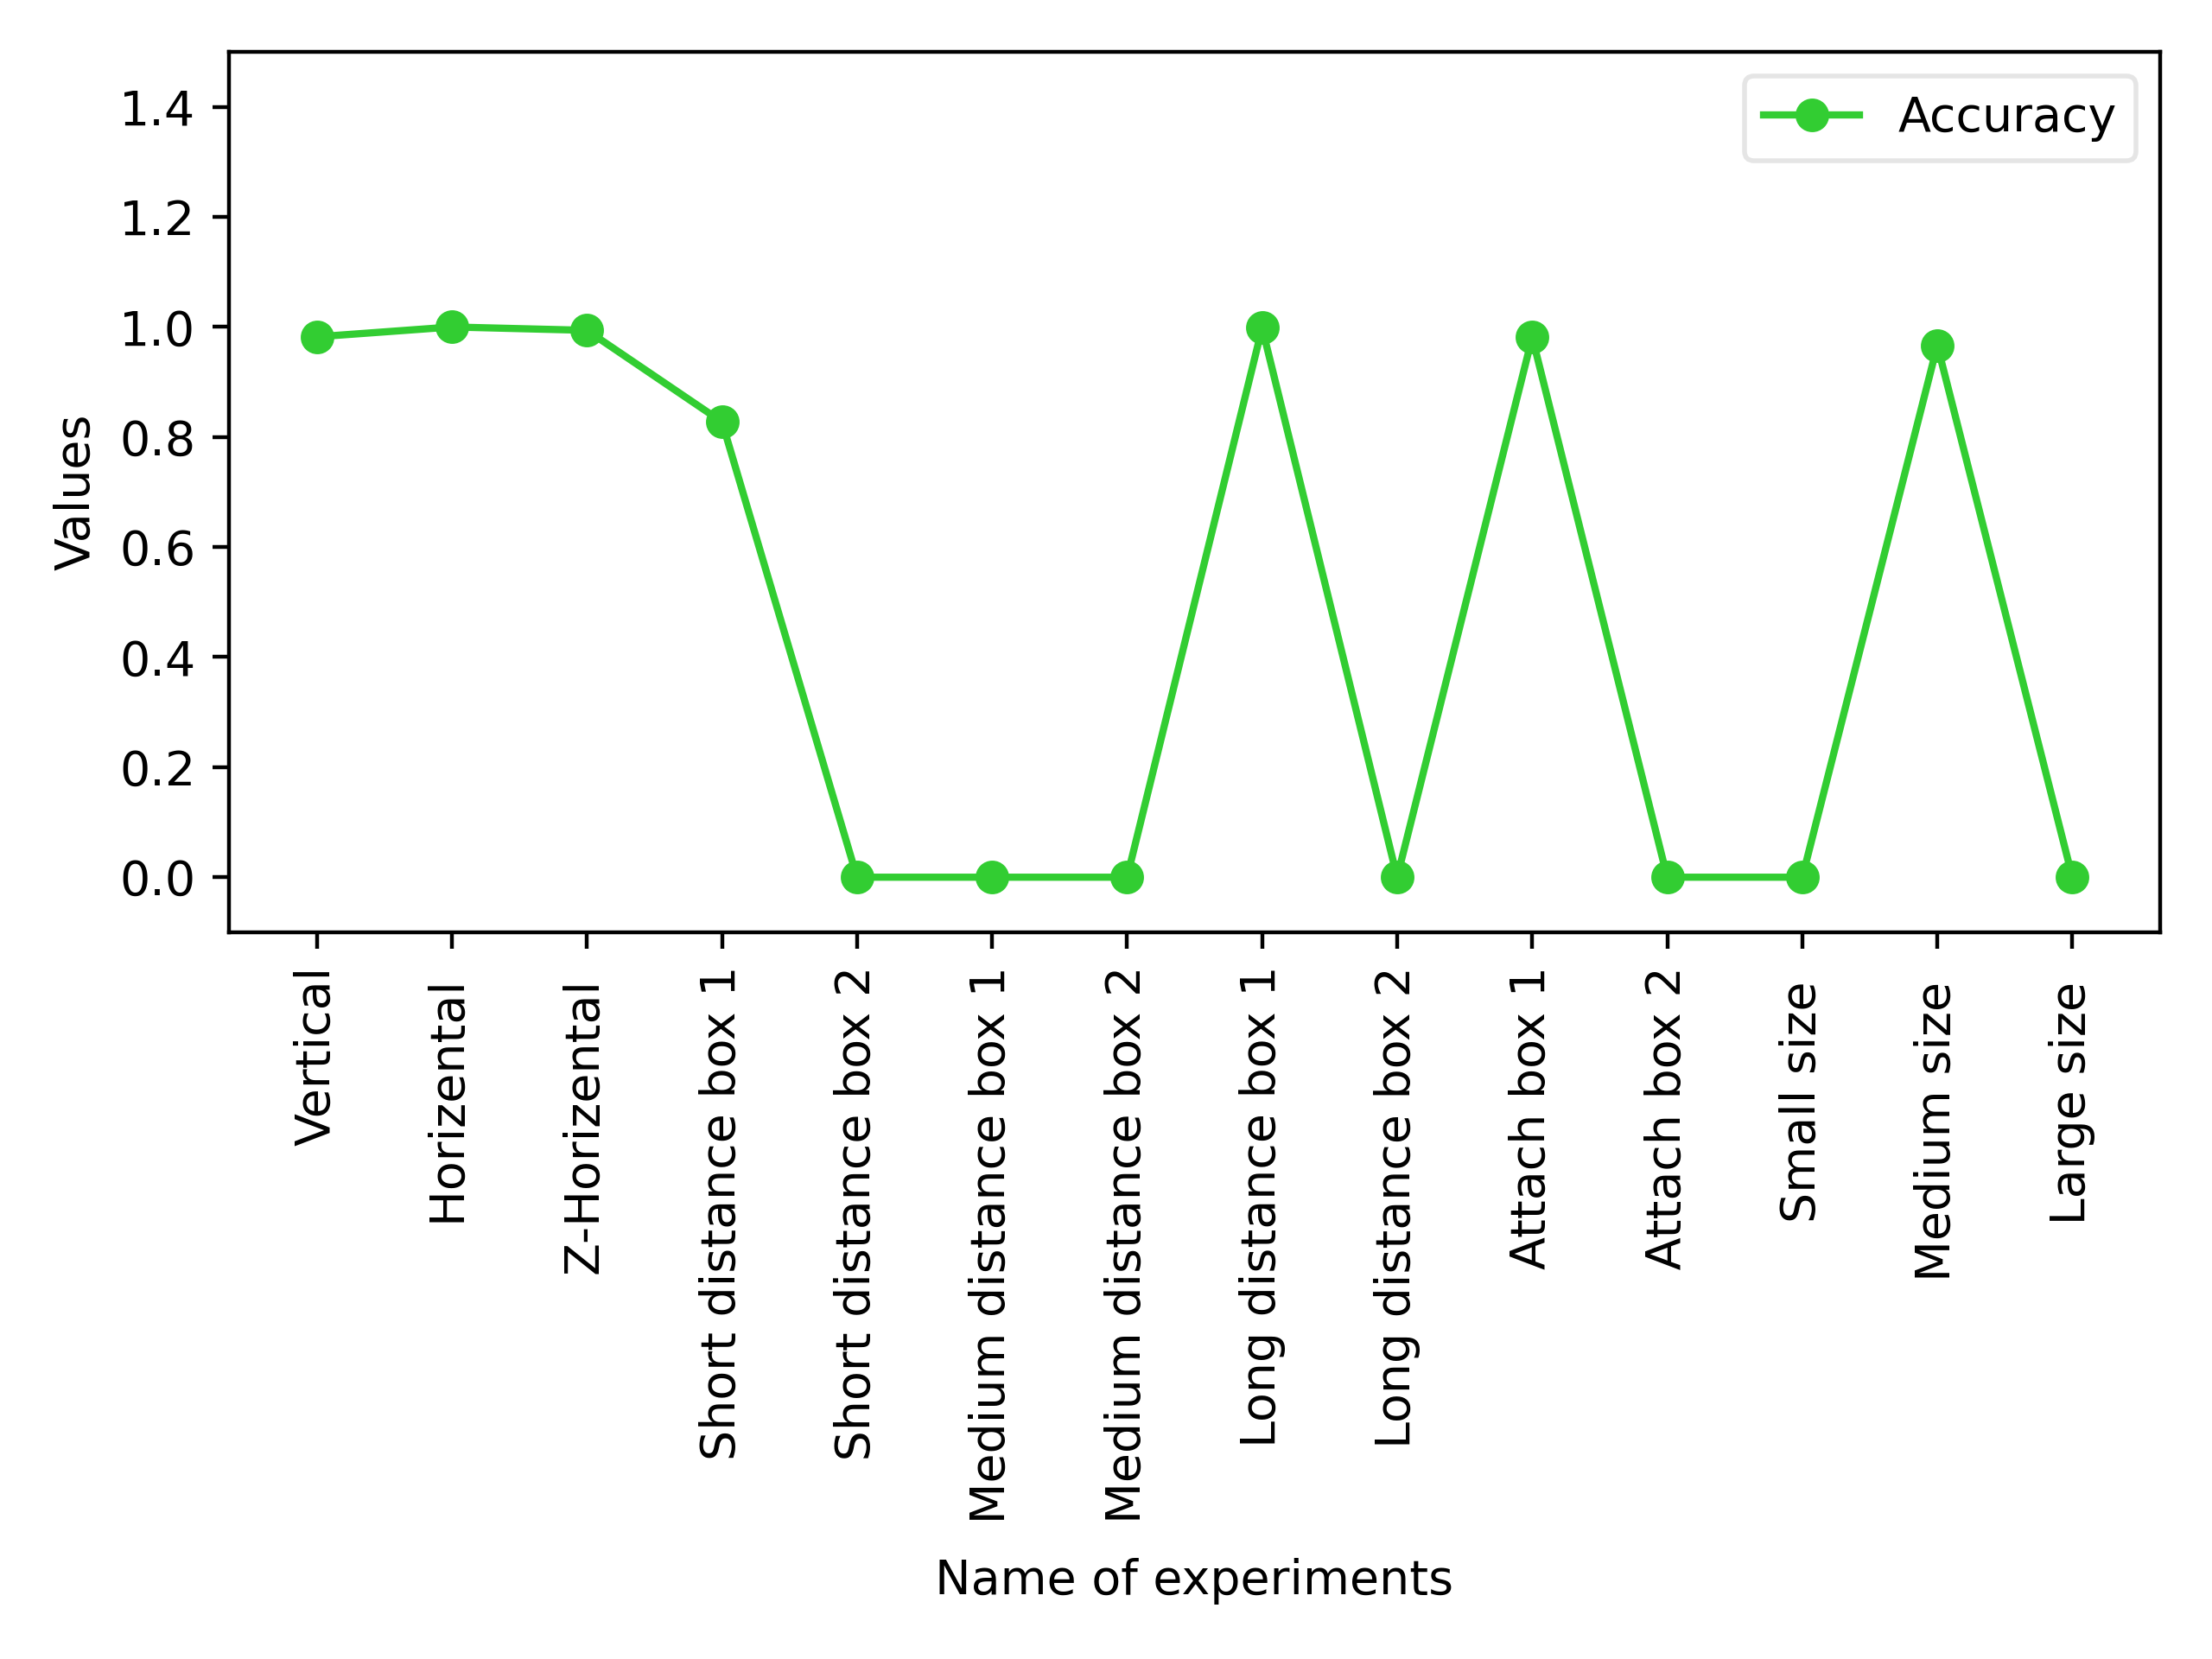 Accuracy
Values
1.4
1.2
1.0
0.8
0.6
0.4
0.2
0.0
Vertical
Horizental
Z-Horizental
Short distance box 1
Short distance box 2
Medium distance box 1
Medium distance box 2
Long distance box 1
Long distance box 2
Attach box 1
Attach box 2
Small size
Medium size
Large size
Name of experiments